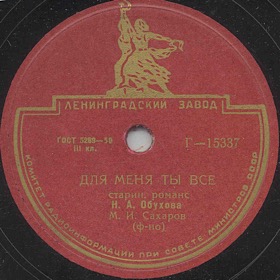 ЛЕНИНГРАДСКИЙ ЗАВОД
ГОСТ 5289-50
III кл.
Г—15337
ДЛЯ МЕНЯ ТЫ ВСЕ
старин. романс
Н. А. Обухова
М. И. Сахаров
(ф-но)
КОМИТЕТ РАДИОИНФОРМАЦИИ ПРИ СОВЕТЕ МИНИСТРОВ СССР